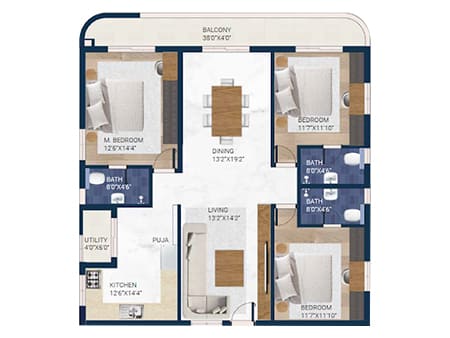 BALCONY
38'0"X4'0"
M. BEDROOM
12'6"X14'4"
BEDROOM
11'7"X11'10"
DINING
13'2"X19'2"
BATH
8'0"X4'6"
BATH
8'0"X4'6"
BATH
8'0"X4'6"
LIVING
13'2"X14'2"
UTILITY
4'0"X6'0"
PUJA
KITCHEN
12'6"X14'4"
BEDROOM
11'7"X11'10"